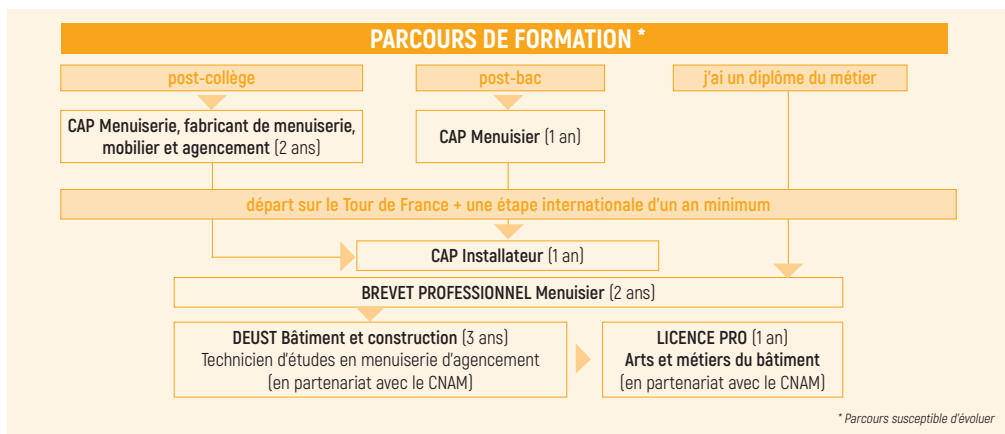 PARCOURS DE FORMATION *
post-collège
post-bac
j'ai un diplôme du métier
CAP Menuiserie, fabricant de menuiserie,
mobilier et agencement (2 ans)
CAP Menuisier (1 an)
départ sur le Tour de France + une étape internationale d'un an minimum
CAP Installateur (1 an)
BREVET PROFESSIONNEL Menuisier (2 ans)
DEUST Bâtiment et construction (3 ans)
Technicien d'études en menuiserie d'agencement
(en partenariat avec le CNAM)
LICENCE PRO (1 an)
Arts et métiers du bâtiment
(en partenariat avec le CNAM)
* Parcours susceptible d'évoluer